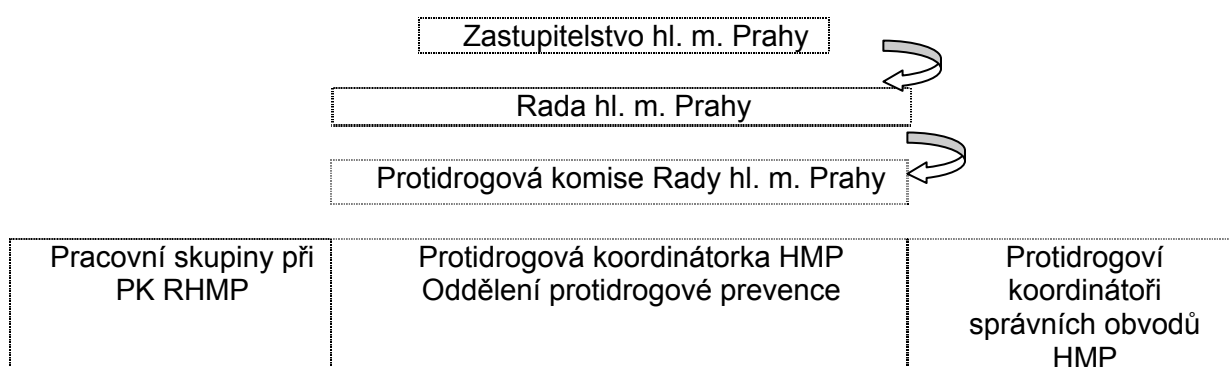 Zastupitelstvo hl. m. Prahy
Rada hl. m. Prahy
Protidrogová komise Rady hl. m. Prahy
Pracovní skupiny při
PK RHMP
Protidrogová koordinátorka HMP
Oddělení protidrogové prevence
Protidrogoví
koordinátoři
správních obvodů
HMP